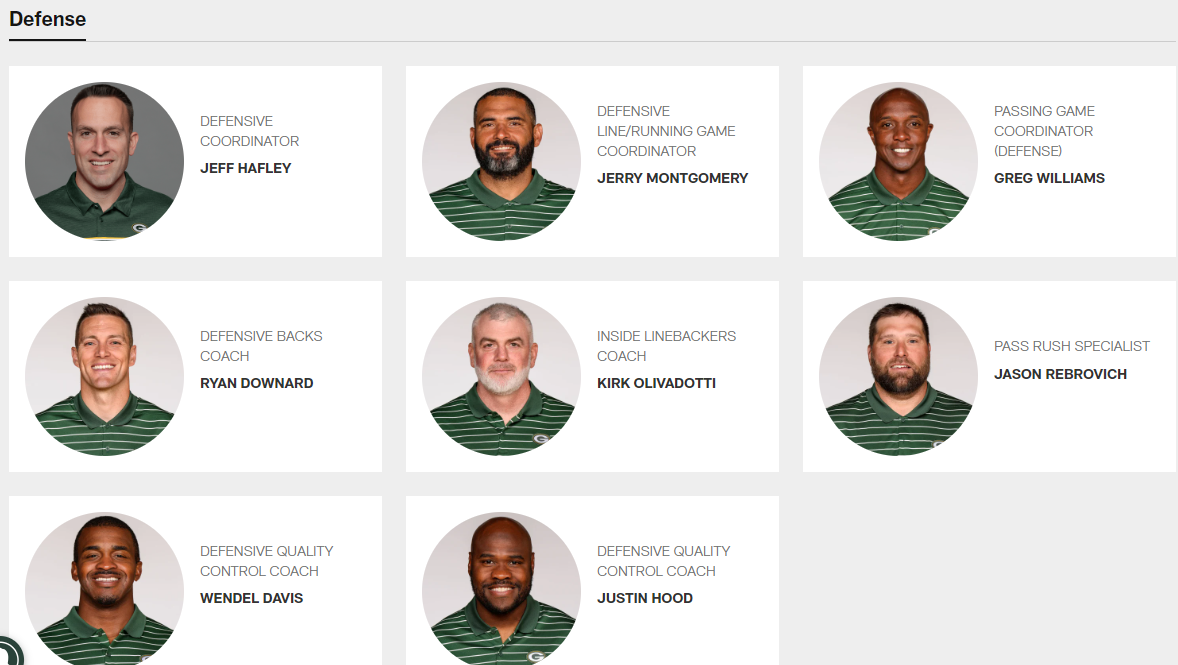 Defense
DEFENSIVE
COORDINATOR
JEFF HAFLEY
DEFENSIVE
LINE/RUNNING GAME
COORDINATOR
JERRY MONTGOMERY
PASSING GAME
COORDINATOR
(DEFENSE)
GREG WILLIAMS
DEFENSIVE BACKS
COACH
RYAN DOWNARD
INSIDE LINEBACKERS
COACH
KIRK OLIVADOTTI
PASS RUSH SPECIALIST
JASON REBROVICH
DEFENSIVE QUALITY
CONTROL COACH
WENDEL DAVIS
DEFENSIVE QUALITY
CONTROL COACH
JUSTIN HOOD